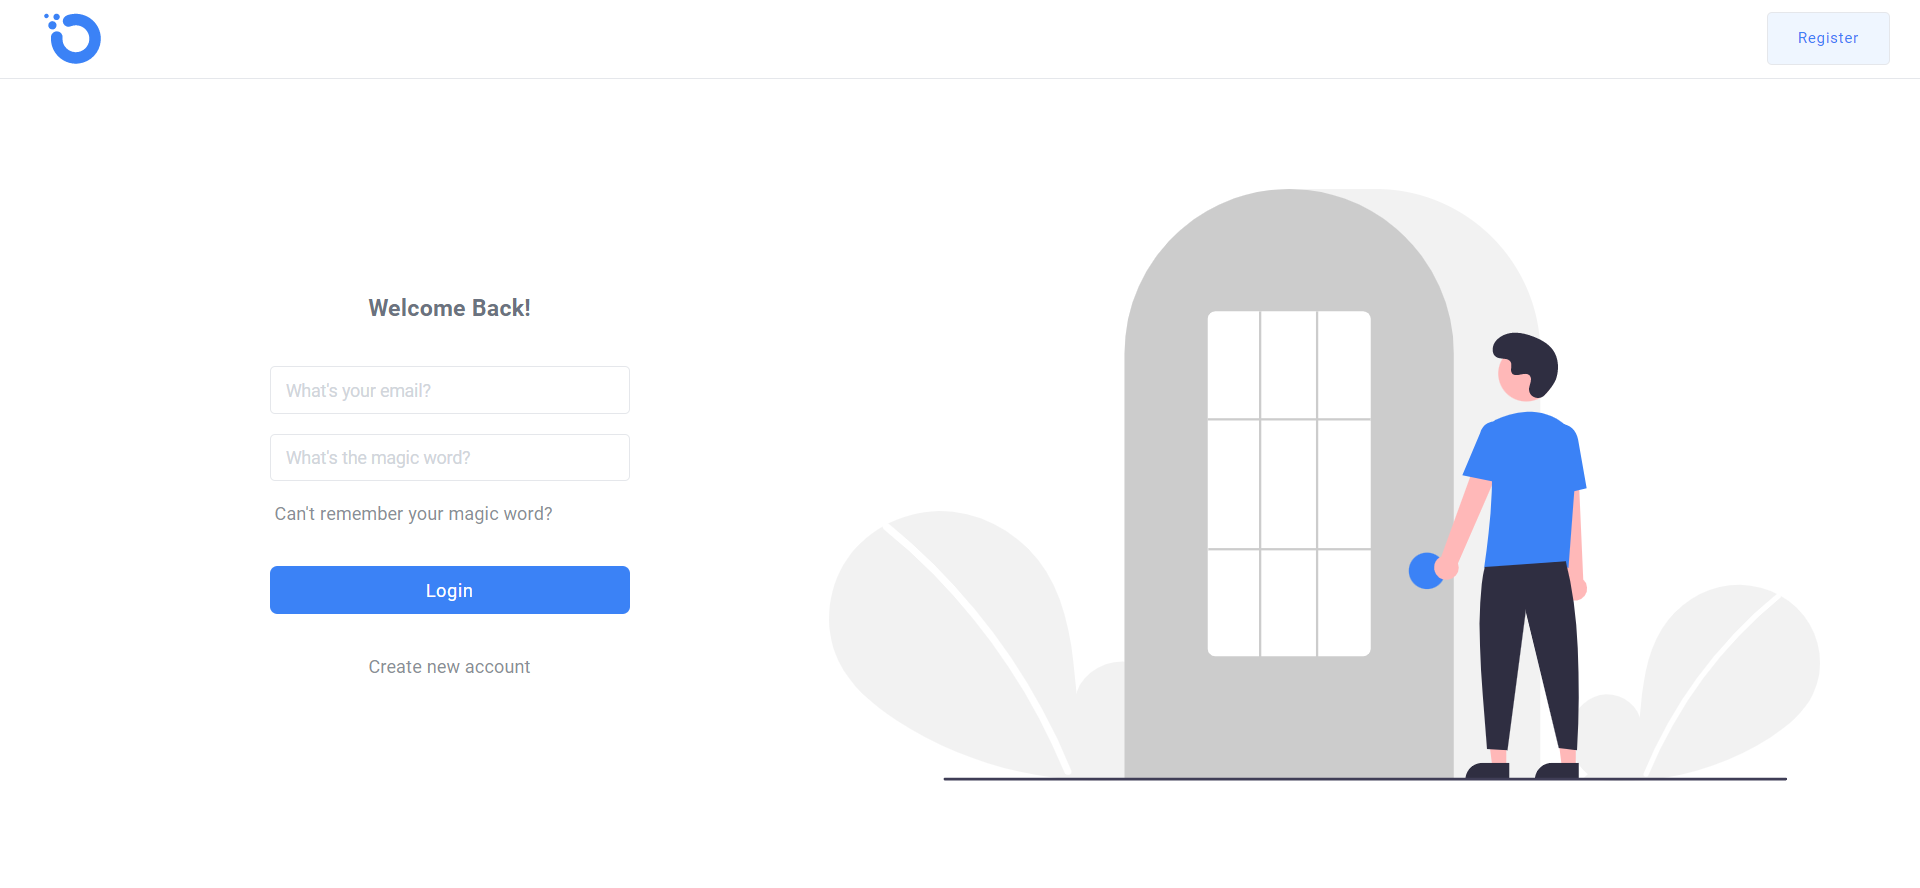 Register
Welcome Back!
What's your email?
What's the magic word?
Can't remember your magic word?
Login
Create new account